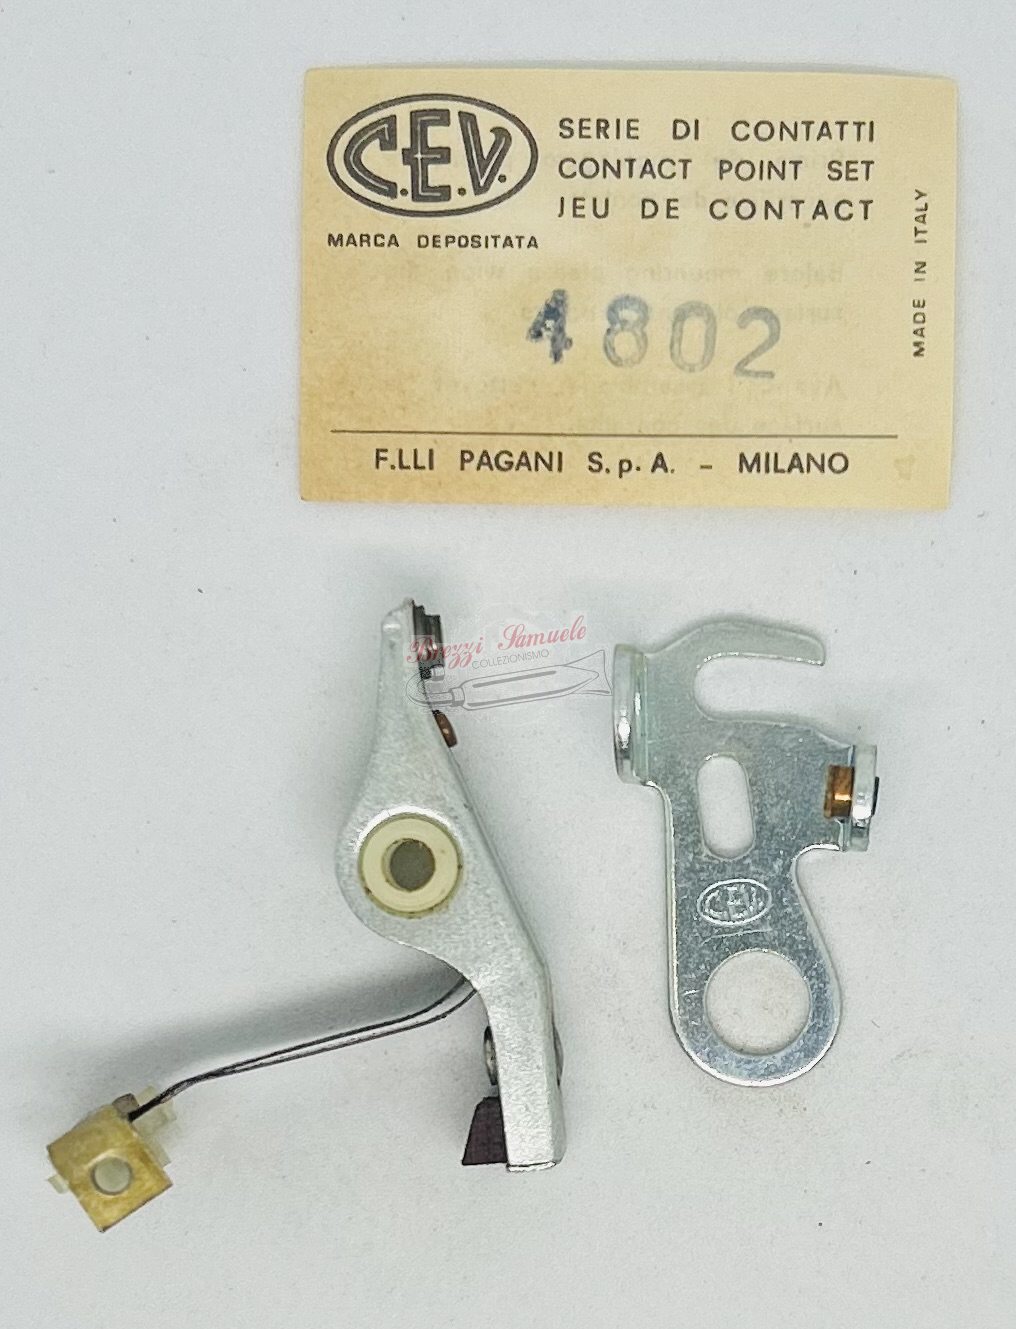 C.E.V.
MARCA DEPOSITATA
SERIE DI CONTATTI
CONTACT POINT SET
JEU DE CONTACT
MADE IN ITALY
4802
F.LLI PAGANI S.p.A. - MILANO
Brezzi Samuele
COLLEZIONISMO
C.E.V.